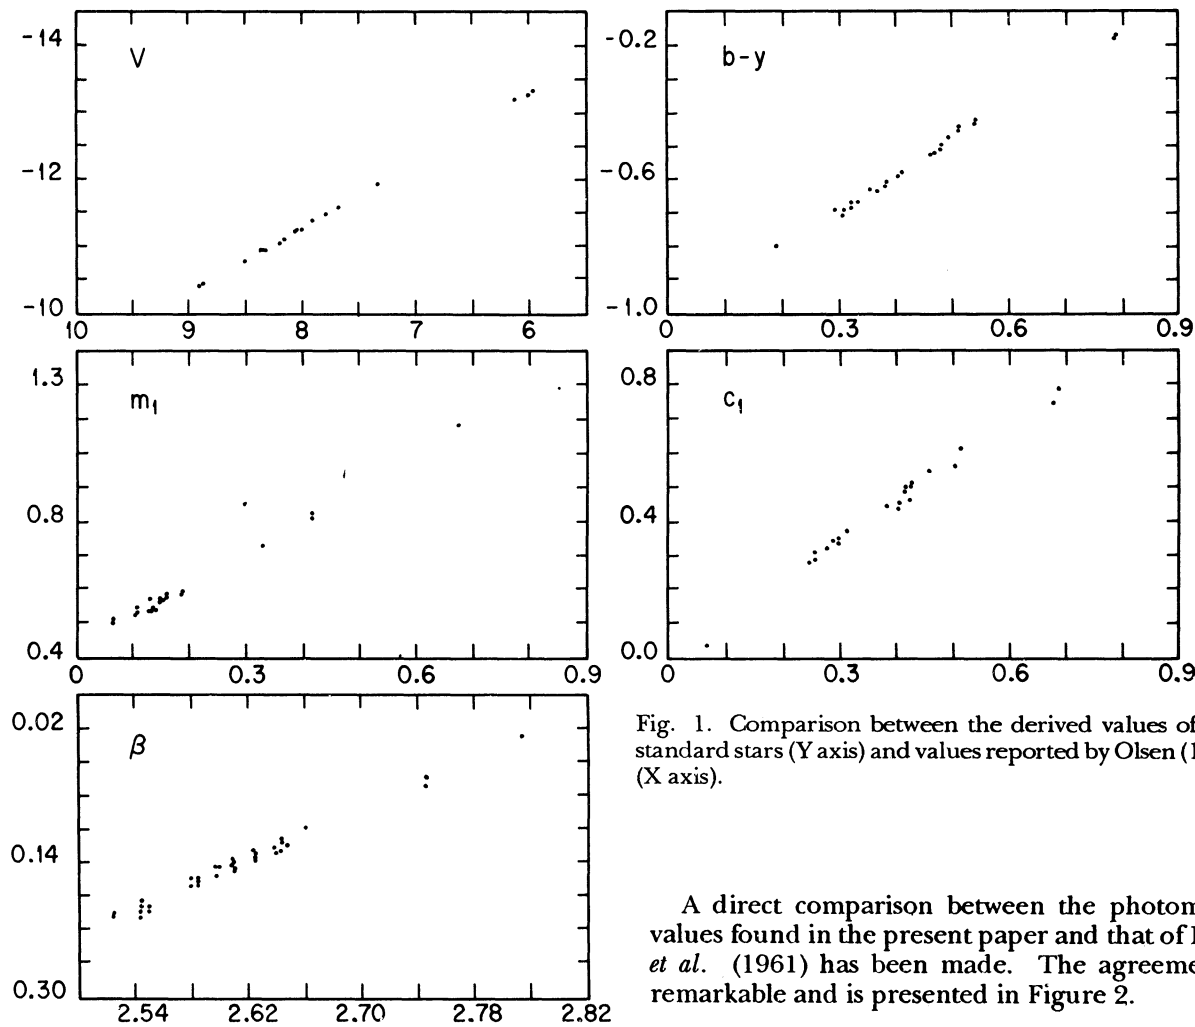 -14
-12
-10
V
10 9 8 7 6
-0.2
-0.6
-1.0
b-y
0 0.3 0.6 0.9
1.3
0.8
0.4
m1
0 0.3 0.6 0.9
0.8
0.4
0.0
c1
0 0.3 0.6 0.9
0.02
0.14
0.30
β
2.54 2.62 2.70 2.78 2.82
Fig. 1. Comparison between the derived values of
standard stars (Y axis) and values reported by Olsen (1
(X axis).
A direct comparison between the photom
values found in the present paper and that of
et al. (1961) has been made. The agreeme
remarkable and is presented in Figure 2.